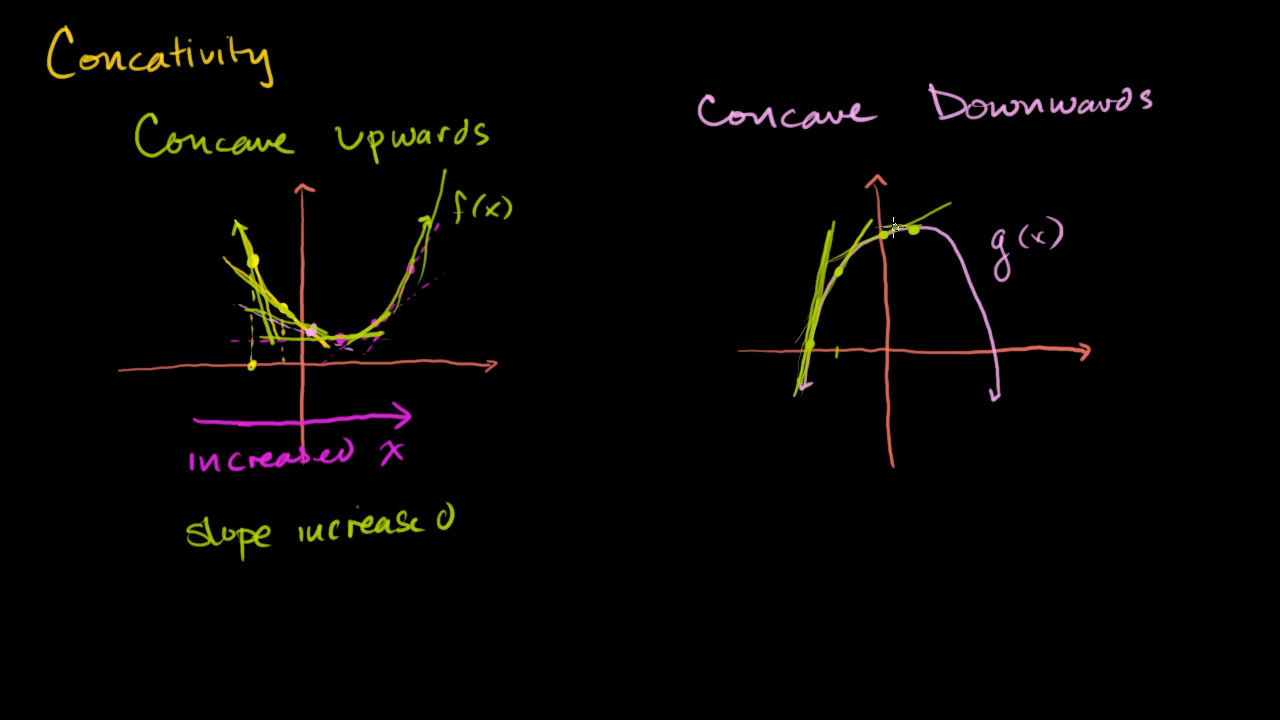 Concativity
Concave upwards
f(x)
increased x
slope increased
Concave Downwards
g(x)